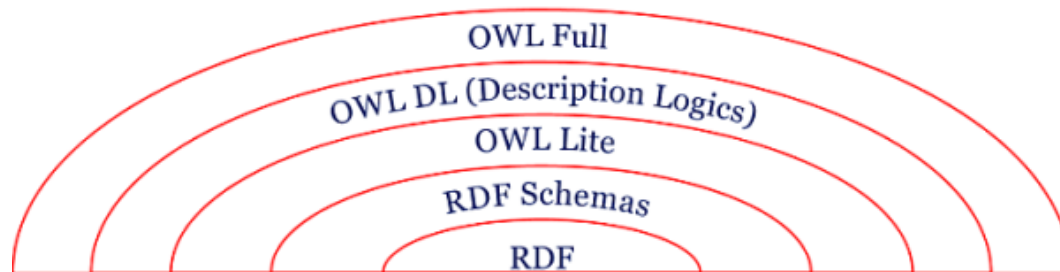 OWL Full
OWL DL (Description Logics)
OWL Lite
RDF Schemas
RDF